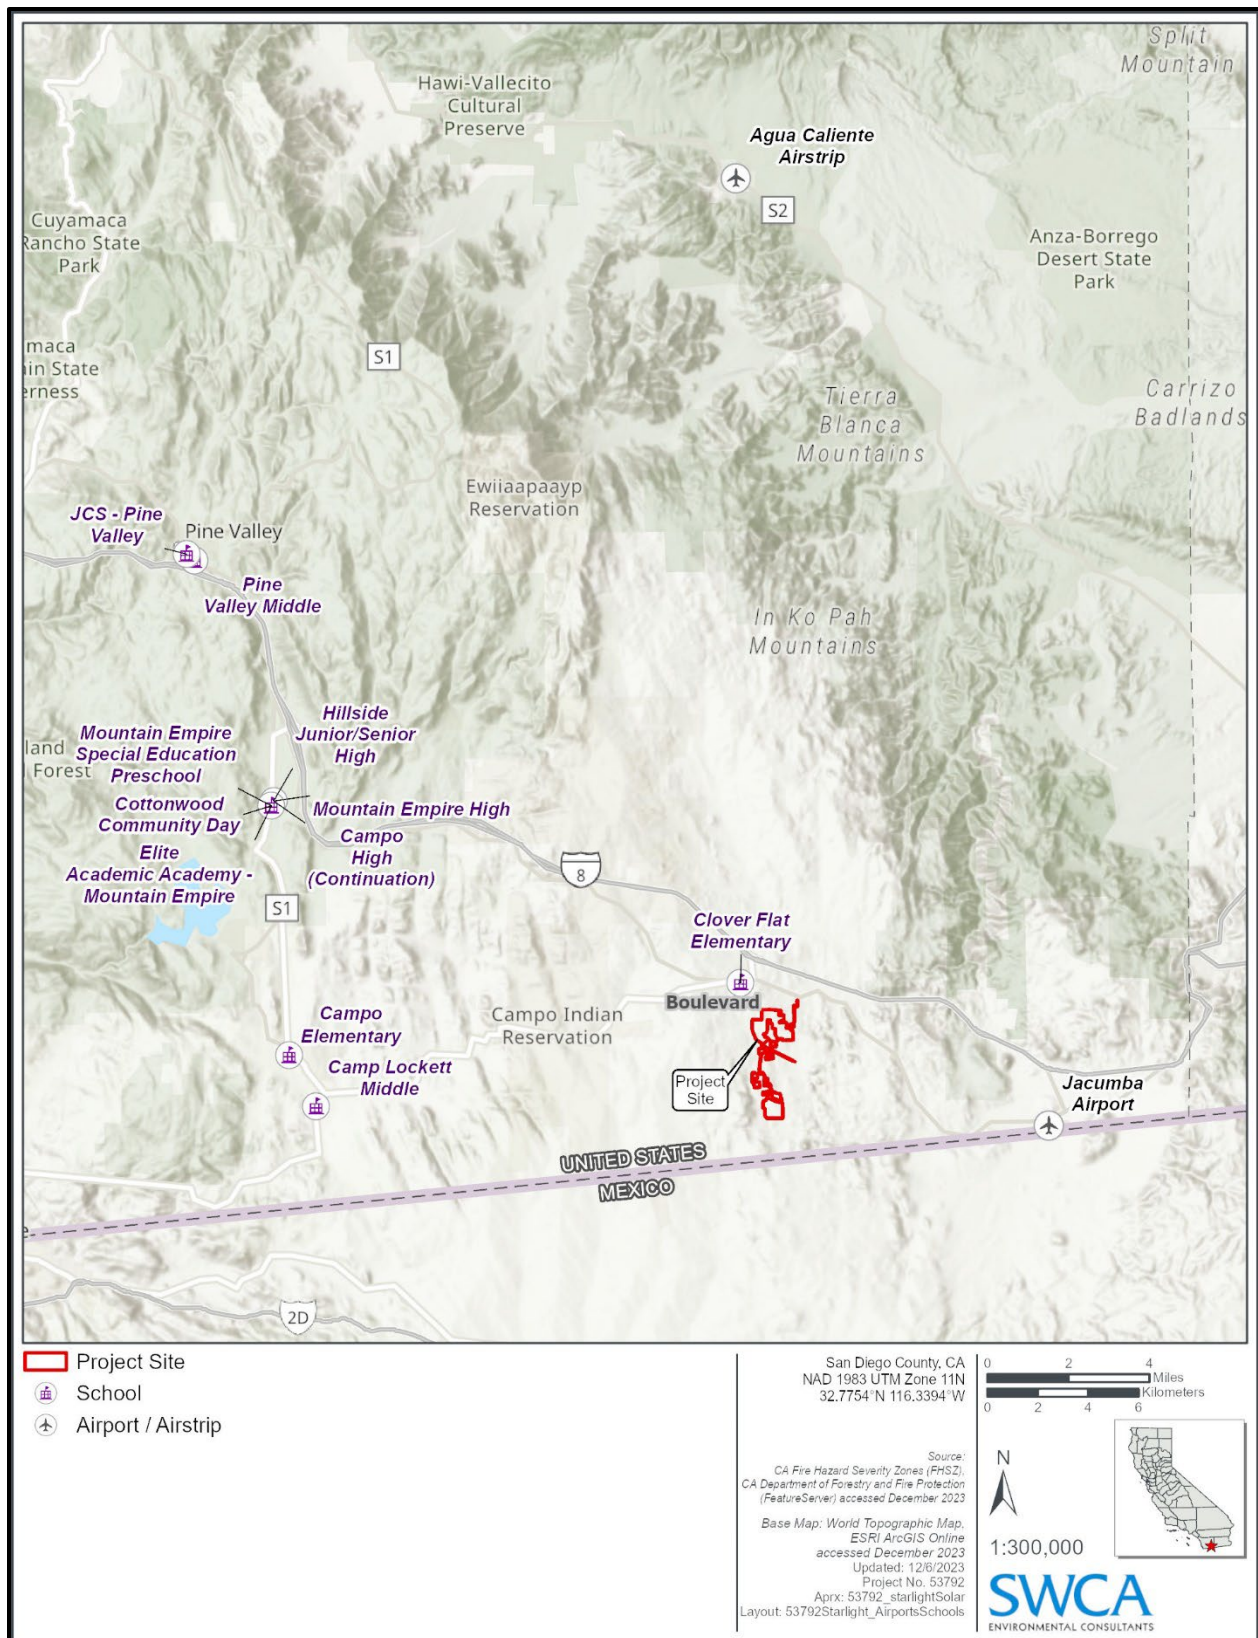 Split
Mountain
Hawi-Vallecito
Cultural
Preserve
Agua Caliente
Airstrip
S2
Cuyamaca
Rancho State
Park
Anza-Borrego
Desert State
Park
maca
in State
erness
S1
Tierra
Blanca
Mountains
Carrizo
Badlands
Ewiiaapaayp
Reservation
JCS - Pine
Valley
Pine Valley
Pine
Valley Middle
In Ko Pah
Mountains
Hillside
Junior/Senior
High
Mountain Empire
Special Education
Preschool
land
Forest
Cottonwood
Community Day
Mountain Empire High
Campo
High
(Continuation)
Elite
Academic Academy -
Mountain Empire
8
S1
Clover Flat
Elementary
Boulevard
Campo Indian
Reservation
Campo
Elementary
Camp Lockett
Middle
Project
Site
Jacumba
Airport
UNITED STATES
MEXICO
e
2D
Project Site
School
Airport / Airstrip
San Diego County, CA
NAD 1983 UTM Zone 11N
32.7754°N 116.3394°W
Source:
CA Fire Hazard Severity Zones (FHSZ),
CA Department of Forestry and Fire Protection
(FeatureServer) accessed December 2023
Base Map: World Topographic Map,
ESRI ArcGIS Online
accessed December 2023
Updated: 12/6/2023
Project No. 53792
Aprx: 53792_starlightSolar
Layout: 53792Starlight_AirportsSchools
0 2 4
Miles
Kilometers
0 2 4 6
N
1:300,000
SWCA
ENVIRONMENTAL CONSULTANTS